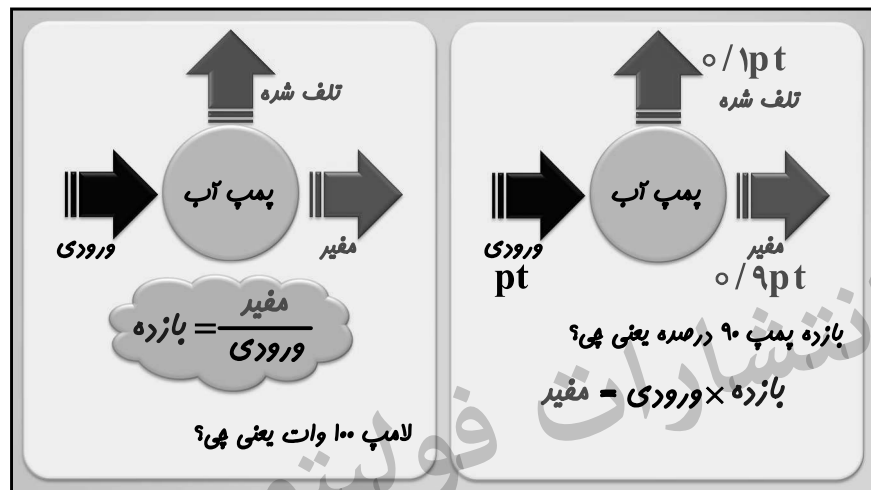 ۰/۱pt
تلف شده
پمپ آب
ورودی
pt
مفید
۰/۹pt
بازده پمپ ۹۰ درصده یعنی چی؟
مفید = ورودی × بازده
تلف شده
پمپ آب
ورودی
مفید
بازده = مفید / ورودی
لامپ ۱۰۰ وات یعنی چی؟
انتشارات